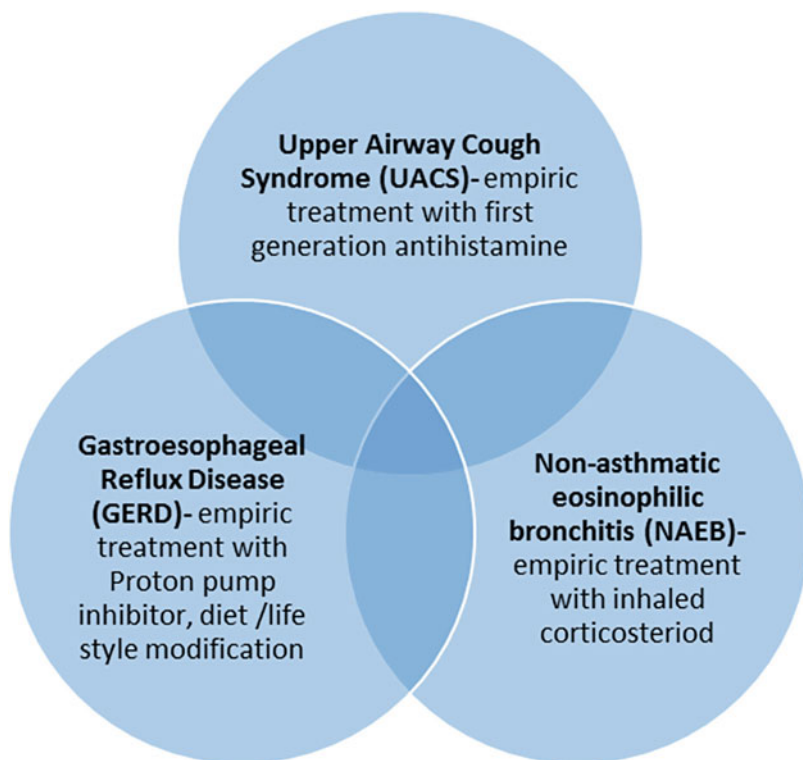 Upper Airway Cough
Syndrome (UACS)- empiric
treatment with first
generation antihistamine
Gastroesophageal
Reflux Disease
(GERD)- empiric
treatment with
Proton pump
inhibitor, diet /life
style modification
Non-asthmatic
eosinophilic
bronchitis (NAEB)-
empiric treatment
with inhaled
corticosteriod